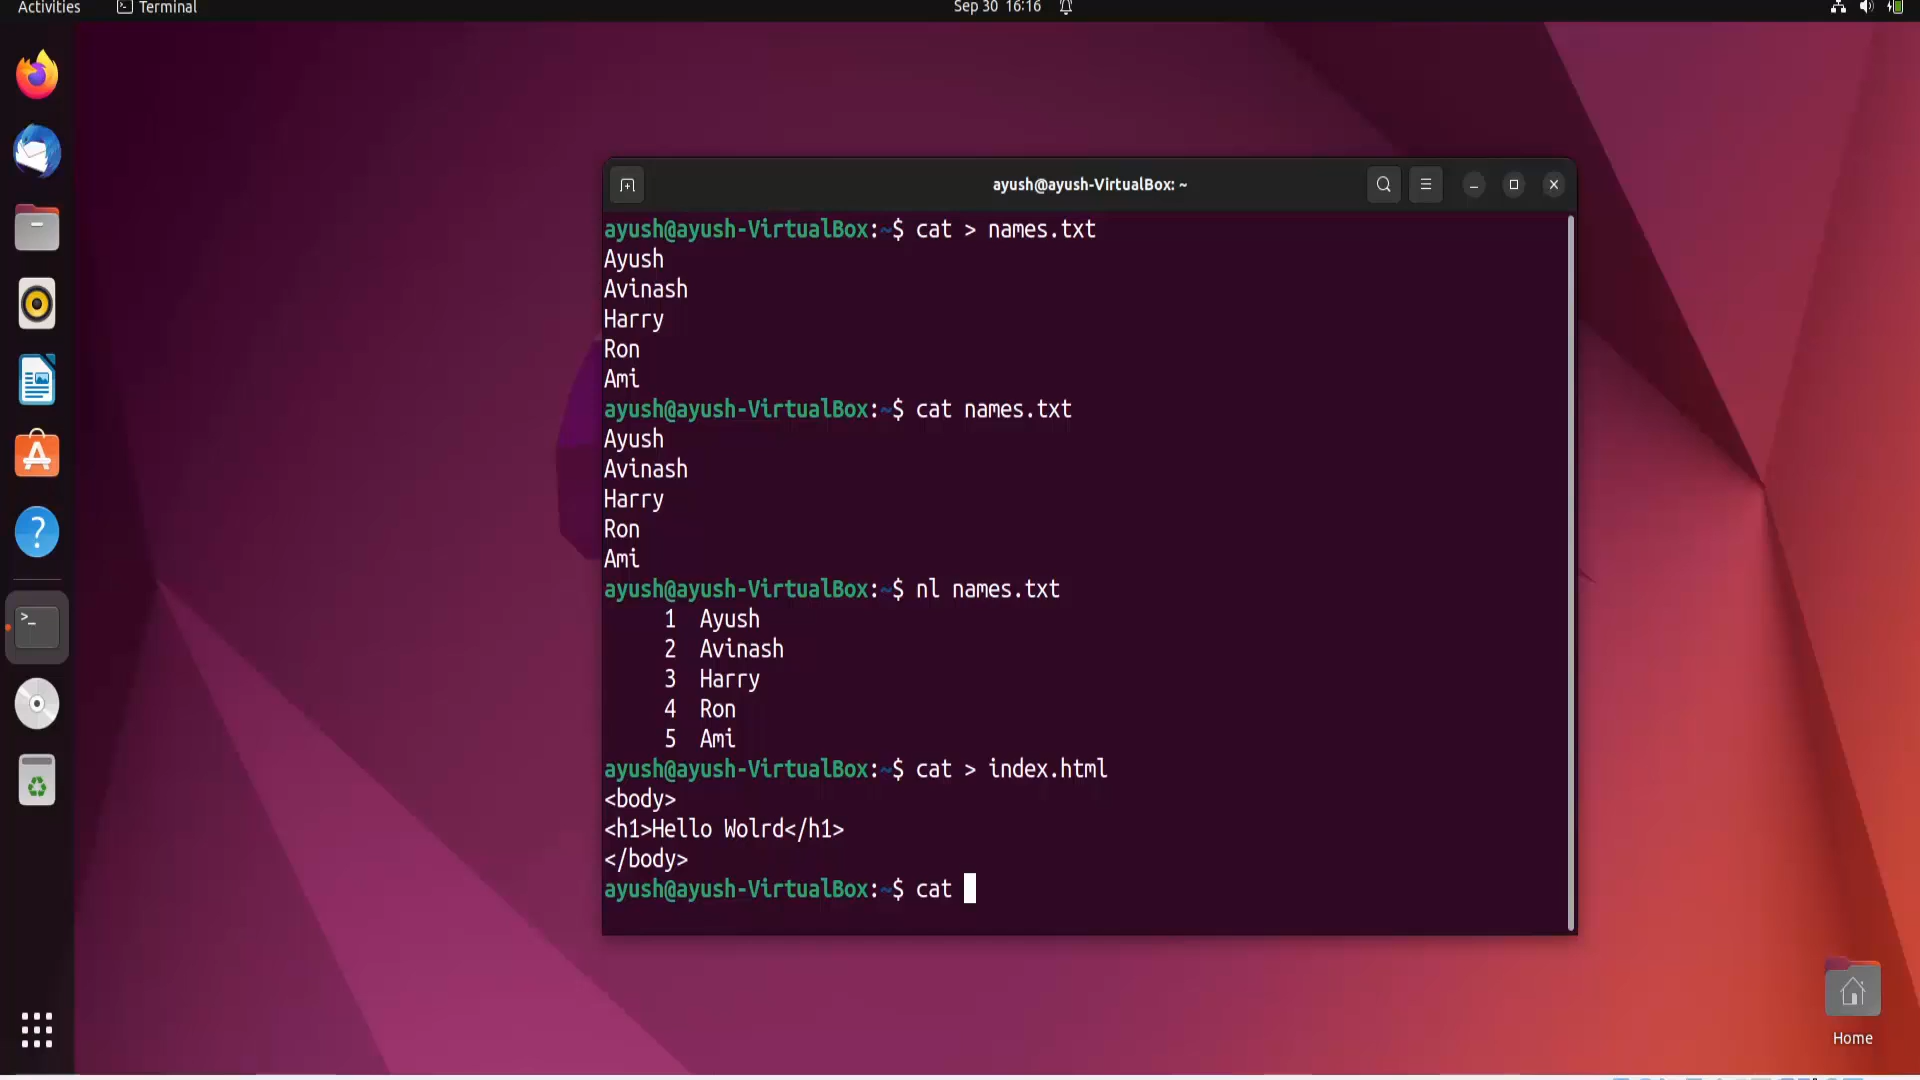 Activities Terminal Sep 30 16:16
ayush@ayush-VirtualBox: ~
ayush@ayush-VirtualBox:~$ cat > names.txt
Ayush
Avinash
Harry
Ron
Ami
ayush@ayush-VirtualBox:~$ cat names.txt
Ayush
Avinash
Harry
Ron
Ami
ayush@ayush-VirtualBox:~$ nl names.txt
1 Ayush
2 Avinash
3 Harry
4 Ron
5 Ami
ayush@ayush-VirtualBox:~$ cat > index.html
<body>
<h1>Hello Wolrd</h1>
</body>
ayush@ayush-VirtualBox:~$ cat
Home